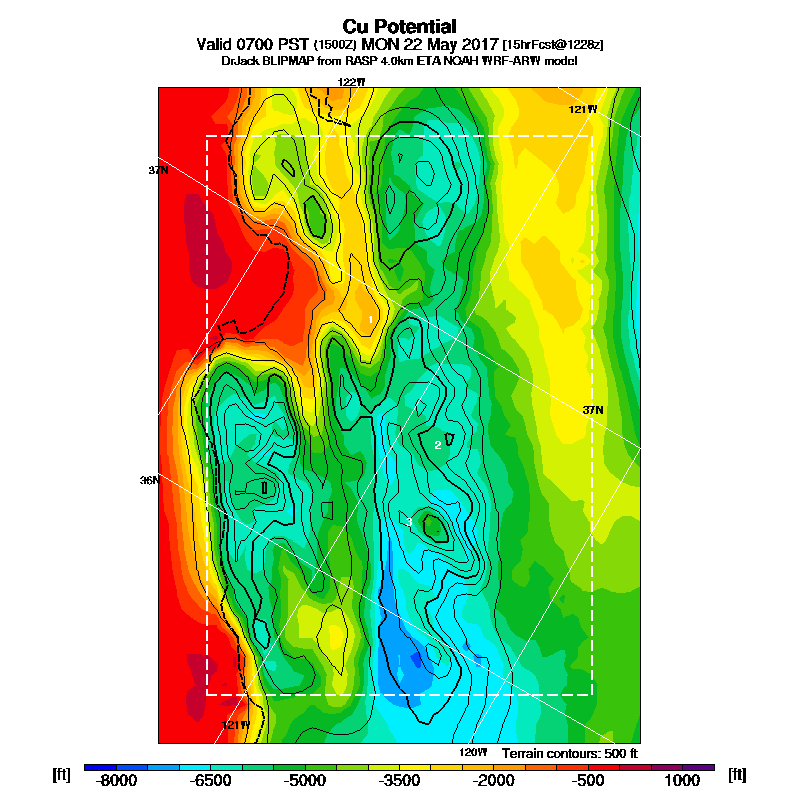 Cu Potential
Valid 0700 PST (1500Z) MON 22 May 2017 [15hrFcst@1228z]
DrJack BLIPMAP from RASP 4.0km ETA NOAH WRF-ARW model
122W
121W
37N
1
37N
2
36N
3
121W
120W
Terrain contours: 500 ft
[ft] -8000 -6500 -5000 -3500 -2000 -500 1000 [ft]